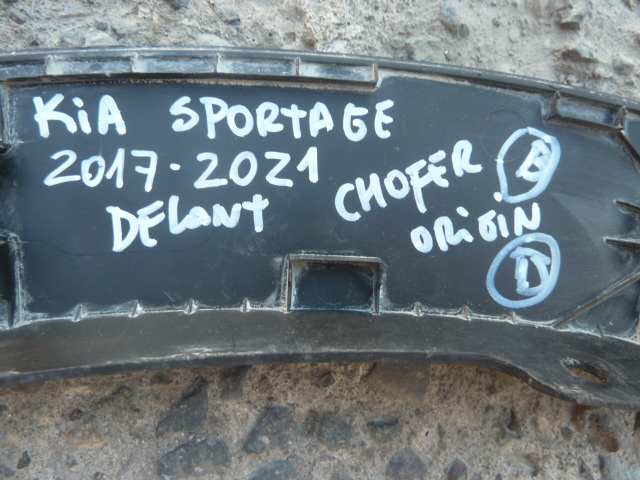 KiA SPORTAGE
2017-2021 CHOFER B
DELANT ORIGIN
D